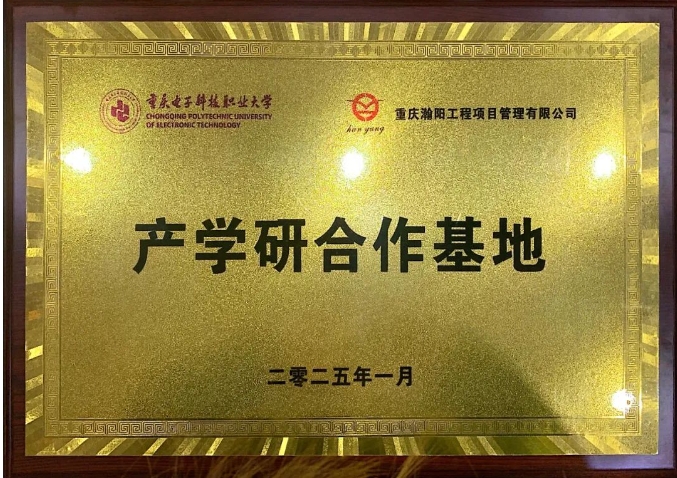 重庆电子科技职业大学
CHONGQING POLYTECHNIC UNIVERSITY
OF ELECTRONIC TECHNOLOGY
han yang
重庆瀚阳工程项目管理有限公司
产学研合作基地
二零二五年一月